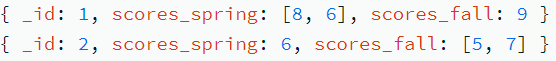 { _id: 1, scores_spring: [8, 6], scores_fall: 9 }
{ _id: 2, scores_spring: 6, scores_fall: [5, 7] }